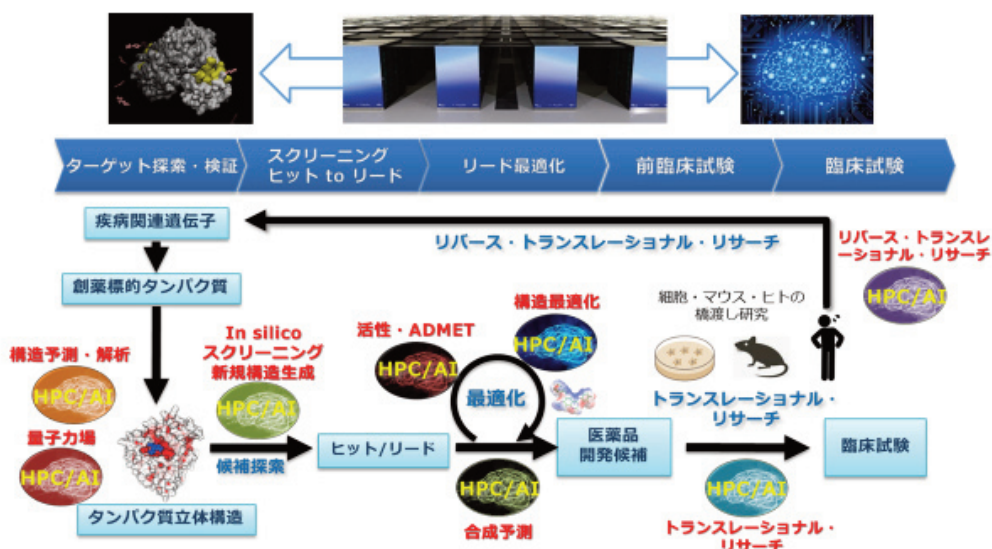 ターゲット探索・検証
スクリーニング
ヒット to リード
リード最適化
前臨床試験
臨床試験
疾病関連遺伝子
リバース・トランスレーショナル・リサーチ
リバース・トランスレ
ーショナル・リサーチ
HPC/AI
創薬標的タンパク質
細胞・マウス・ヒトの
橋渡し研究
構造最適化
HPC/AI
活性・ADMET
HPC/AI
In silico
スクリーニング
新規構造生成
HPC/AI
構造予測・解析
HPC/AI
最適化
トランスレーショナル・
リサーチ
量子力場
HPC/AI
候補探索
ヒット/リード
医薬品
開発候補
臨床試験
HPC/AI
合成予測
HPC/AI
トランスレーショナル・
リサーチ
タンパク質立体構造